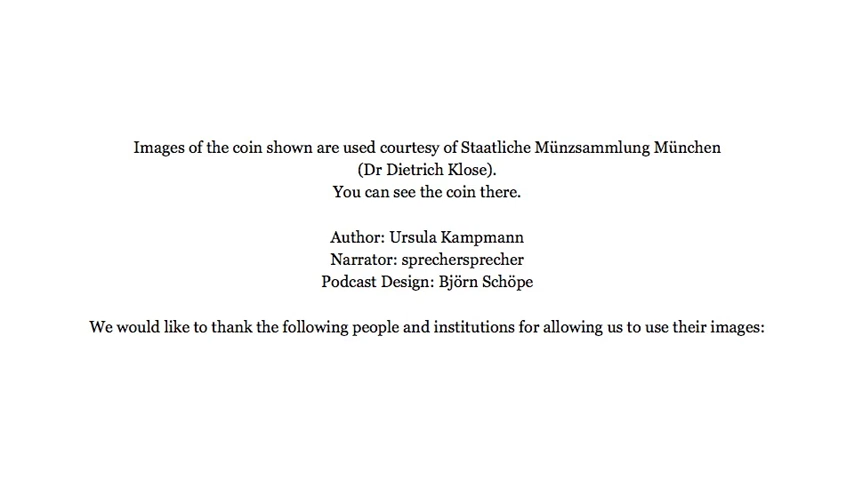 Images of the coin shown are used courtesy of Staatliche Münzsammlung München
(Dr Dietrich Klose).
You can see the coin there.
Author: Ursula Kampmann
Narrator: sprechersprecher
Podcast Design: Björn Schöpe
We would like to thank the following people and institutions for allowing us to use their images: